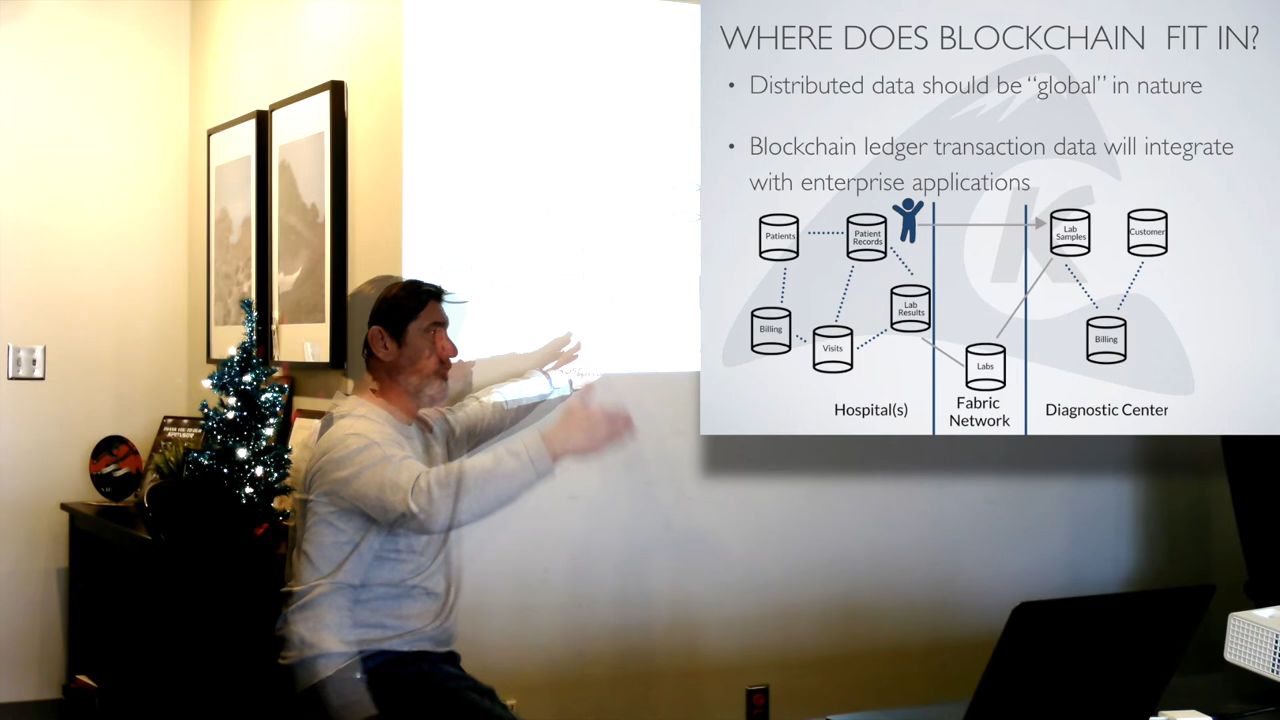 WHERE DOES BLOCKCHAIN FIT IN?
• Distributed data should be “global” in nature
• Blockchain ledger transaction data will integrate
with enterprise applications
Patients
Patient
Records
Lab
Samples
Customer
Billing
Visits
Lab
Results
Labs
Billing
Hospital(s)
Fabric
Network
Diagnostic Center
K